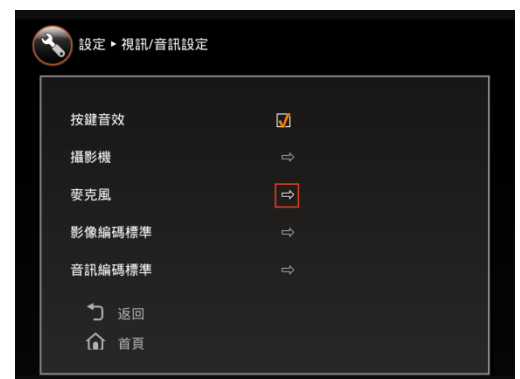 設定 ▸ 視訊/音訊設定
按鍵音效
攝影機
麥克風
影像編碼標準
音訊編碼標準
返回
首頁